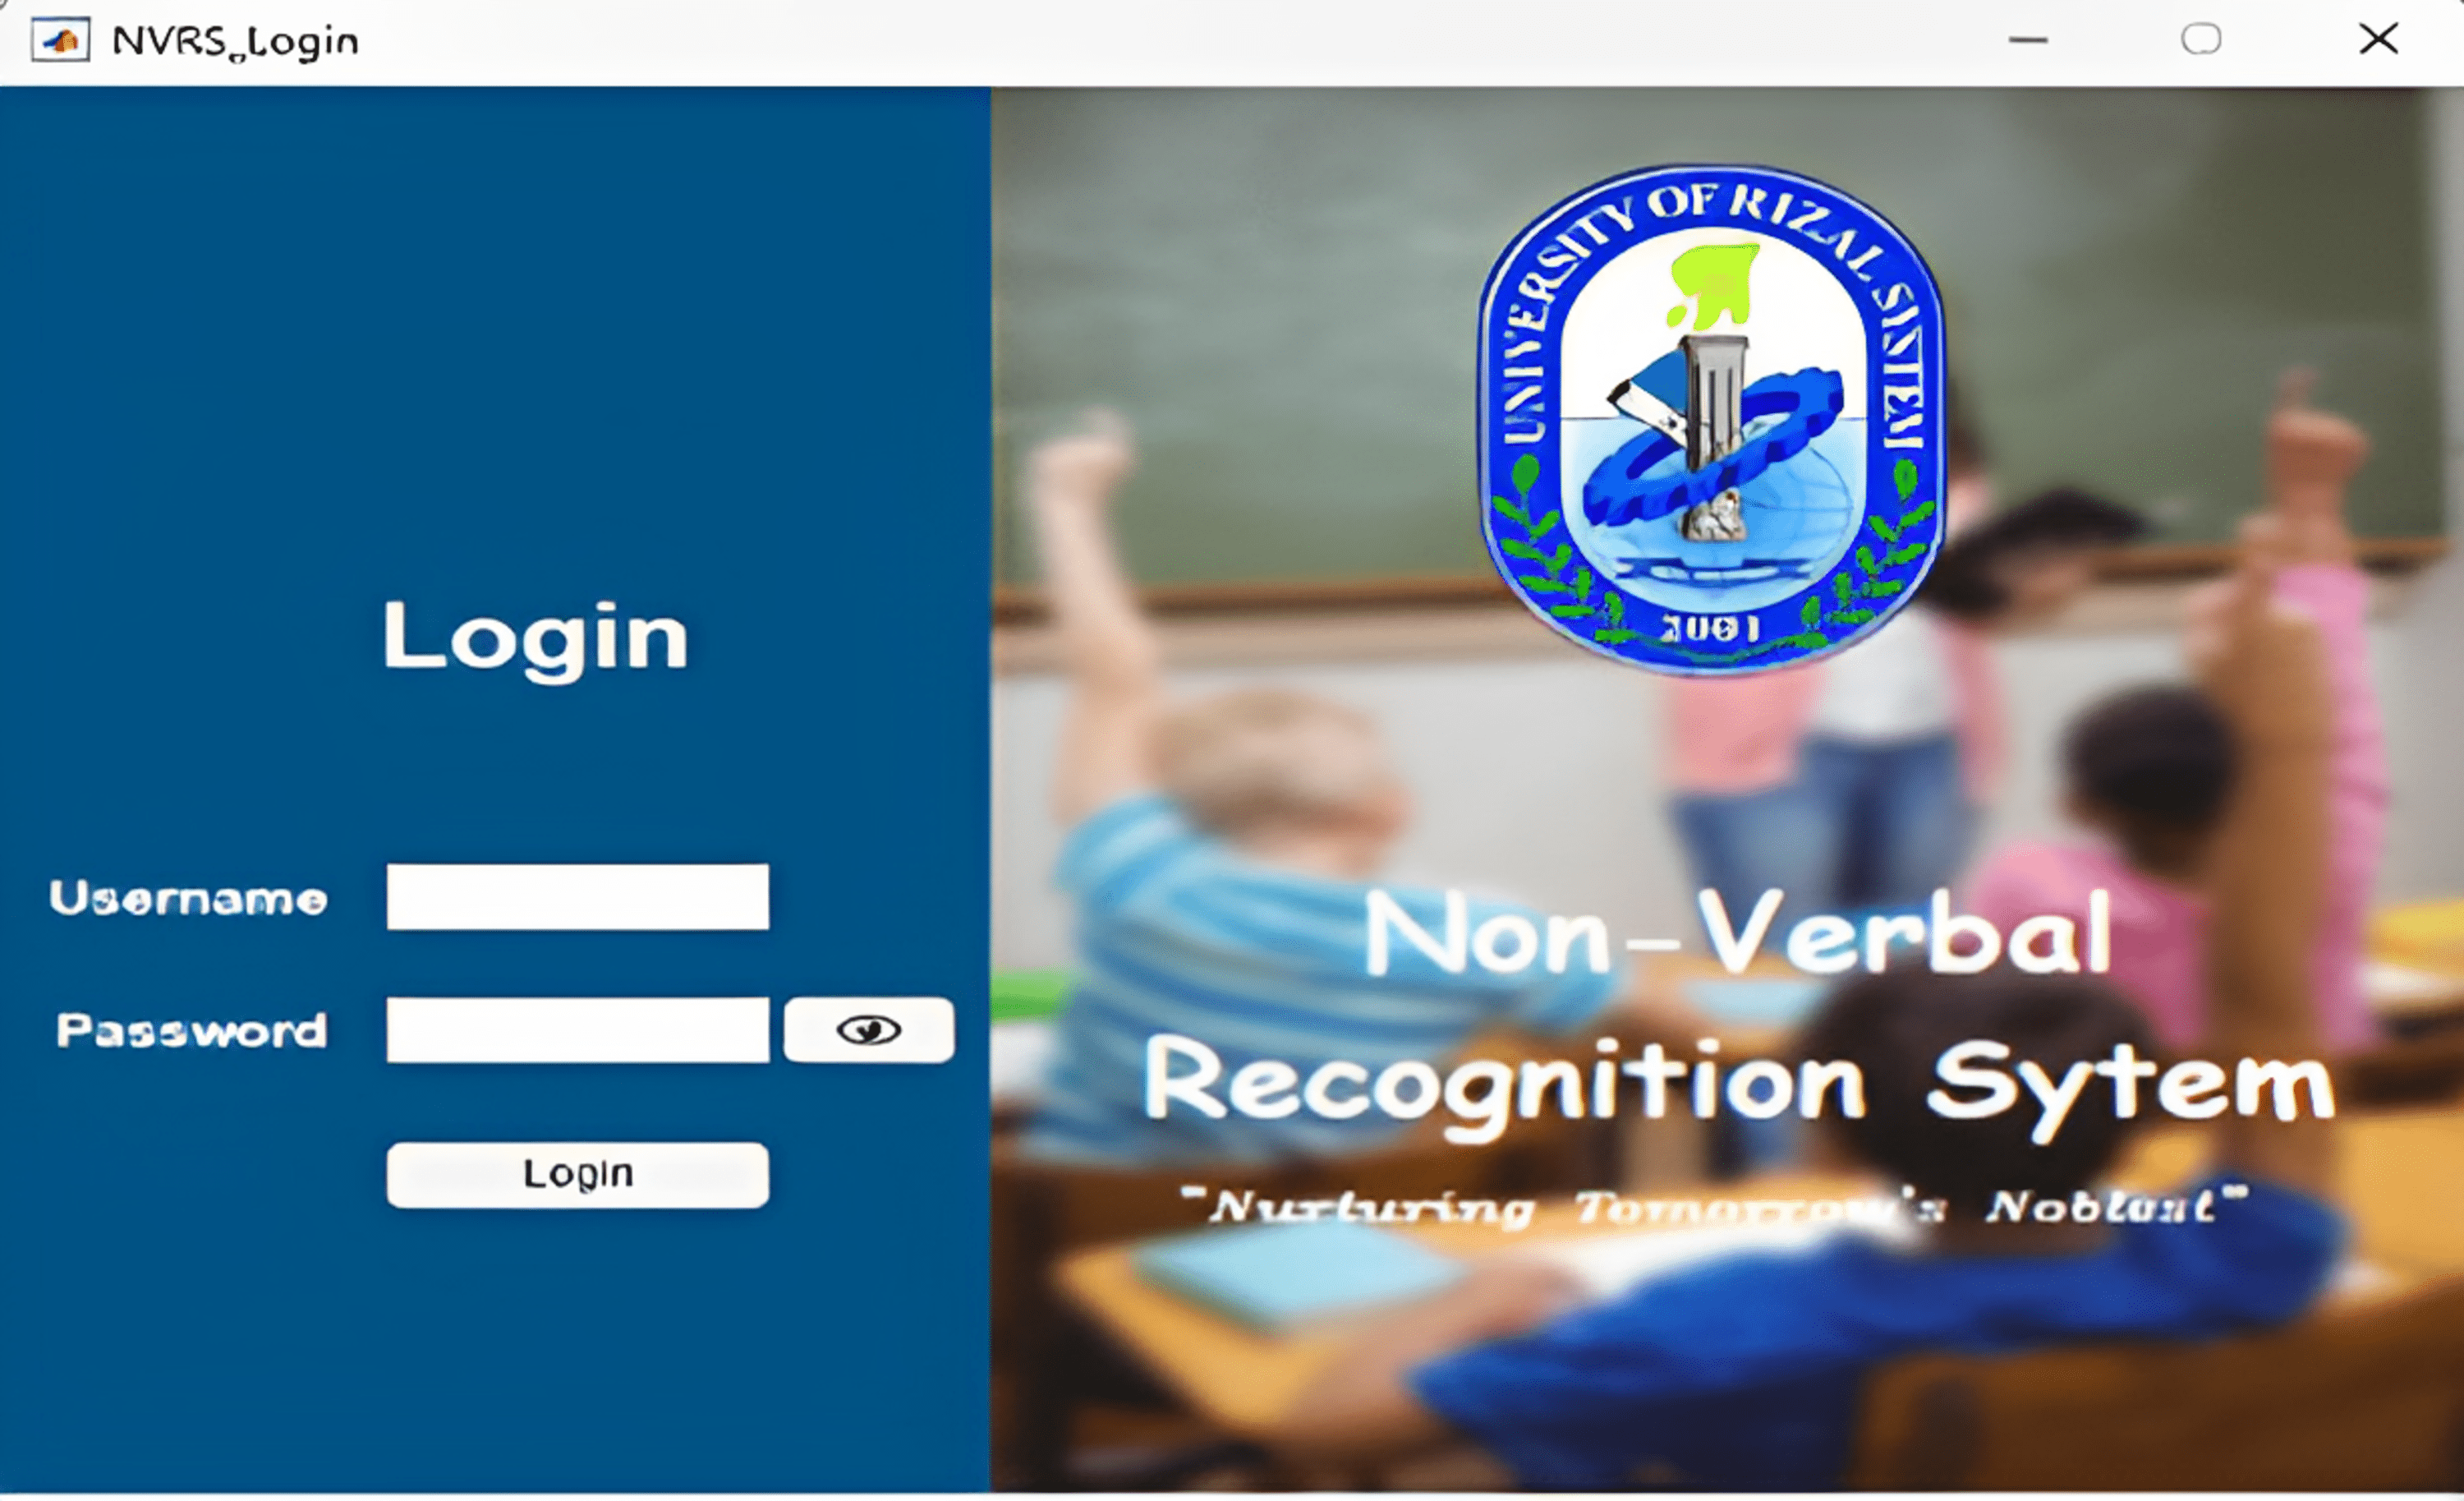 NVRS_Login
Login
Username
Password
Login
UNIVERSITY OF RIZAL SYSTEM
2001
Non-Verbal
Recognition Sytem
"Nurturing Tomorrow's Noblest"